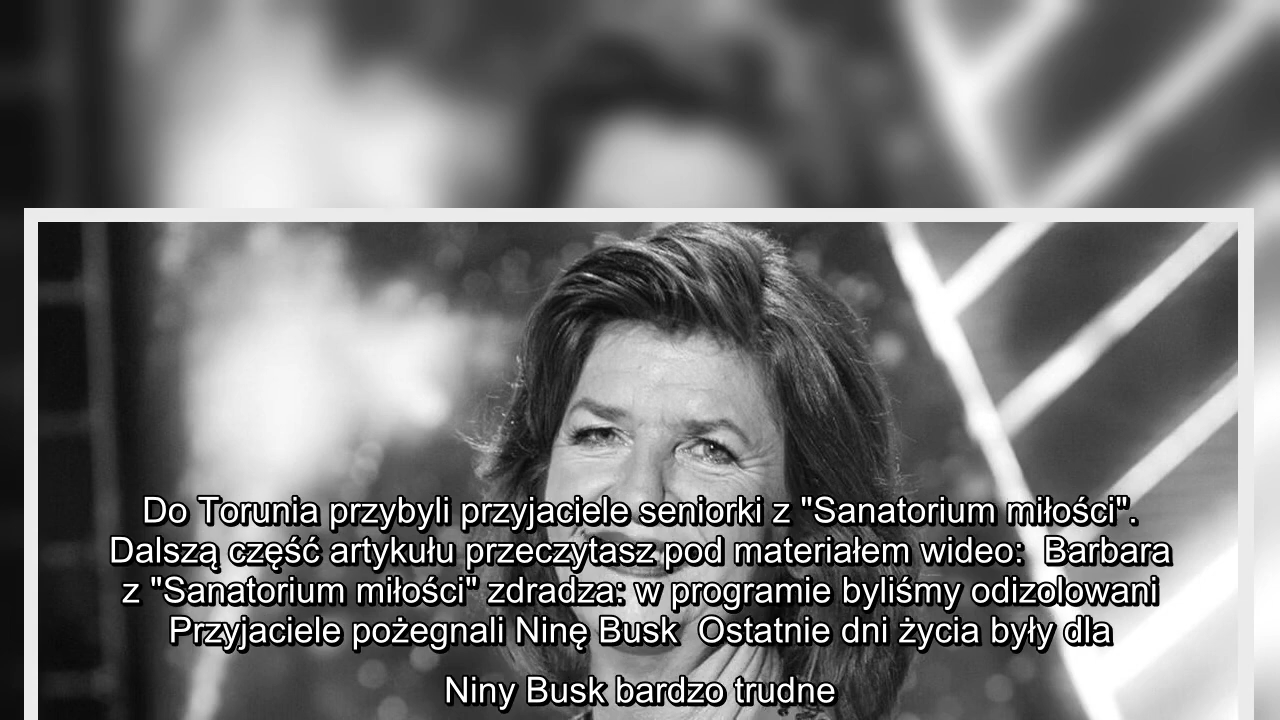 Do Torunia przybyli przyjaciele seniorki z "Sanatorium miłości".
Dalszą część artykułu przeczytasz pod materiałem wideo:  Barbara
z "Sanatorium miłości" zdradza: w programie byliśmy odizolowani
Przyjaciele pożegnali Ninę Busk  Ostatnie dni życia były dla
Niny Busk bardzo trudne